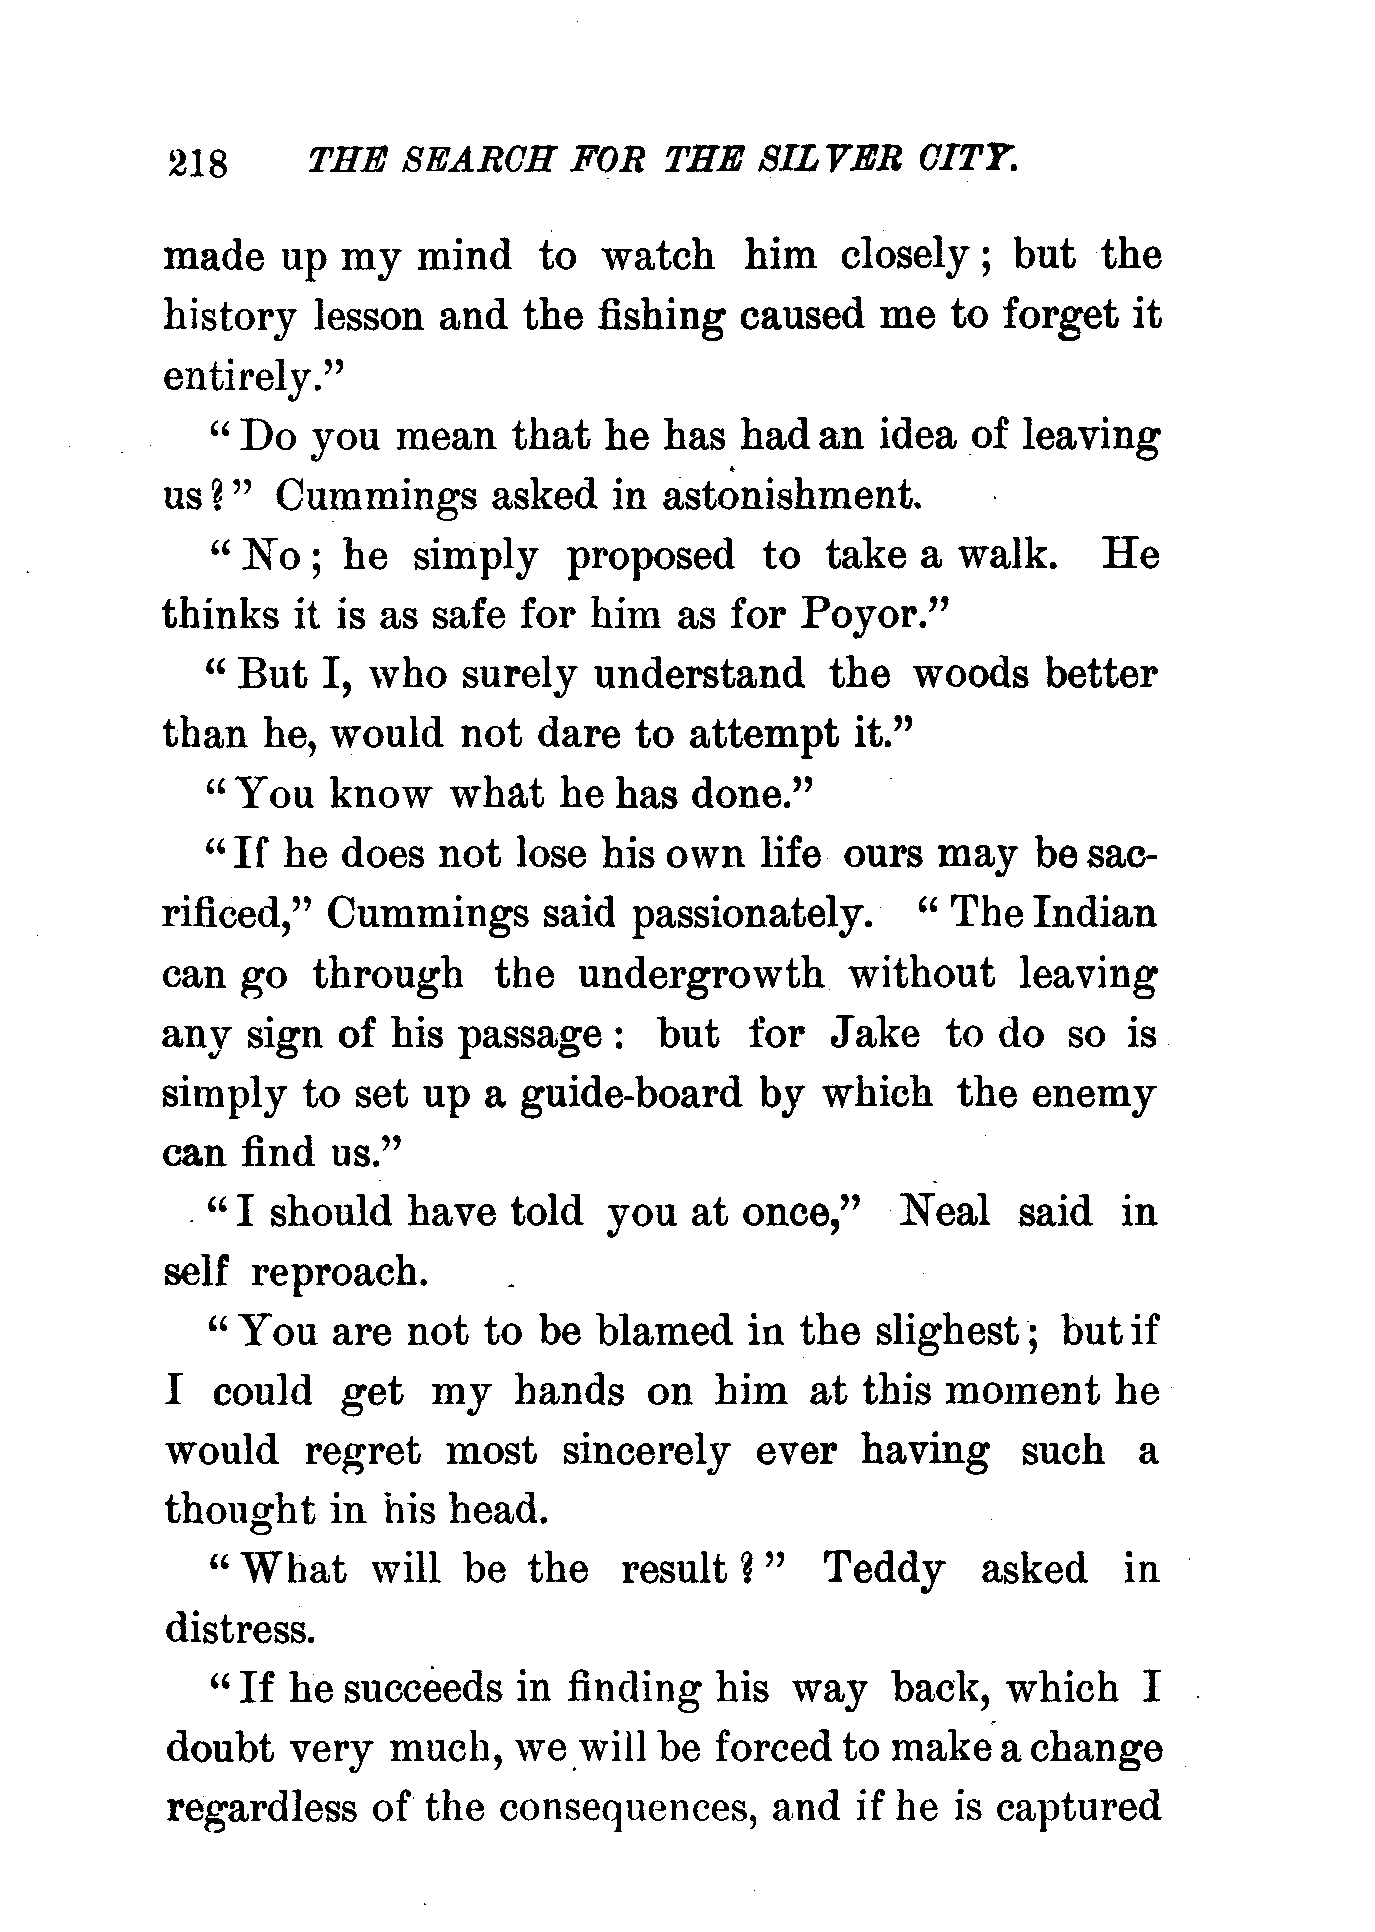 218 THE SEARCH FOR THE SILVER CITY.
made up my mind to watch him closely; but the
history lesson and the fishing caused me to forget it
entirely."
"Do you mean that he has had an idea of leaving
us?" Cummings asked in astonishment.
"No; he simply proposed to take a walk. He
thinks it is as safe for him as for Poyor."
"But I, who surely understand the woods better
than he, would not dare to attempt it."
"You know what he has done."
"If he does not lose his own life ours may be sac-
rificed," Cummings said passionately. "The Indian
can go through the undergrowth without leaving
any sign of his passage: but for Jake to do so is
simply to set up a guide-board by which the enemy
can find us."
"I should have told you at once," Neal said in
self reproach.
"You are not to be blamed in the slighest; but if
I could get my hands on him at this moment he
would regret most sincerely ever having such a
thought in his head.
"What will be the result?" Teddy asked in
distress.
"If he succeeds in finding his way back, which I
doubt very much, we will be forced to make a change
regardless of the consequences, and if he is captured